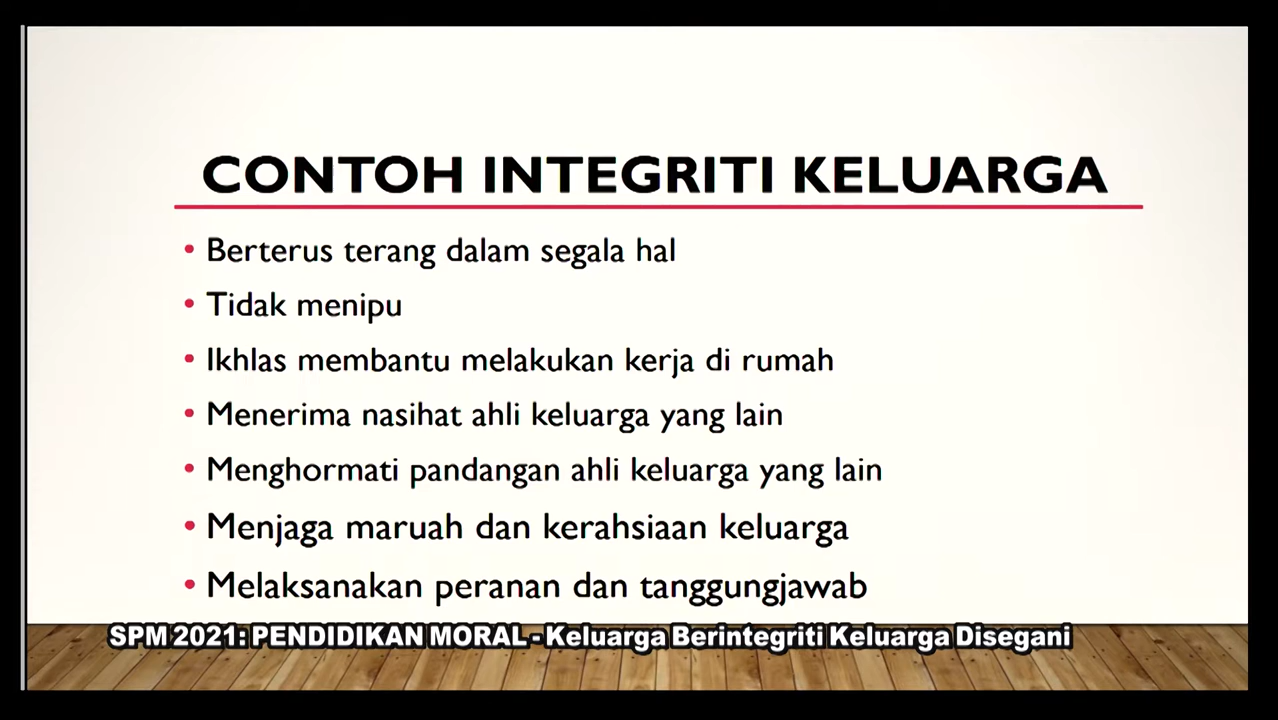 CONTOH INTEGRITI KELUARGA
• Berterus terang dalam segala hal
• Tidak menipu
• Ikhlas membantu melakukan kerja di rumah
• Menerima nasihat ahli keluarga yang lain
• Menghormati pandangan ahli keluarga yang lain
• Menjaga maruah dan kerahsiaan keluarga
• Melaksanakan peranan dan tanggungjawab
SPM 2021: PENDIDIKAN MORAL - Keluarga Berintegriti Keluarga Disegani